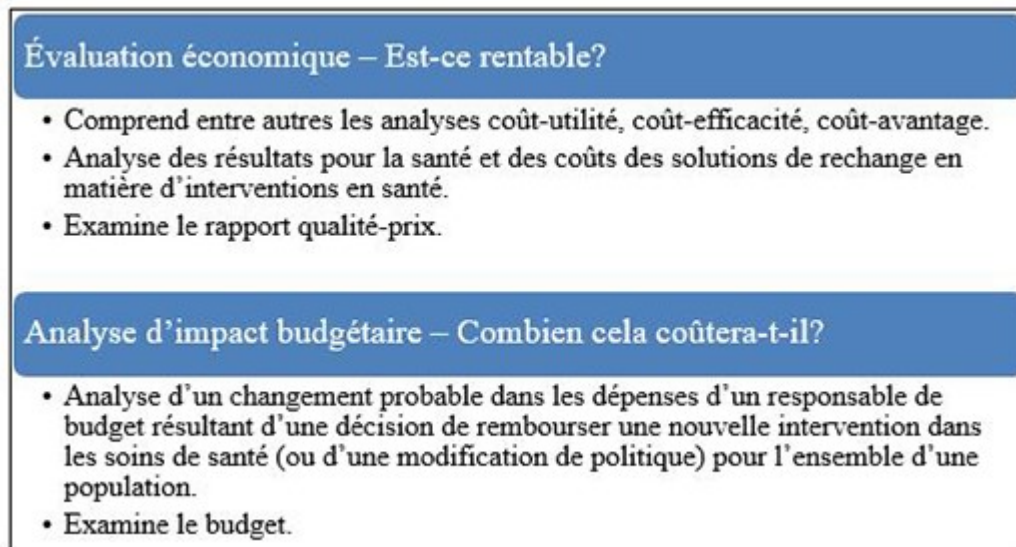 Évaluation économique – Est-ce rentable?
• Comprend entre autres les analyses coût-utilité, coût-efficacité, coût-avantage.
• Analyse des résultats pour la santé et des coûts des solutions de rechange en
matière d’interventions en santé.
• Examine le rapport qualité-prix.
Analyse d’impact budgétaire – Combien cela coûtera-t-il?
• Analyse d’un changement probable dans les dépenses d’un responsable de
budget résultant d’une décision de rembourser une nouvelle intervention dans
les soins de santé (ou d’une modification de politique) pour l’ensemble d’une
population.
• Examine le budget.